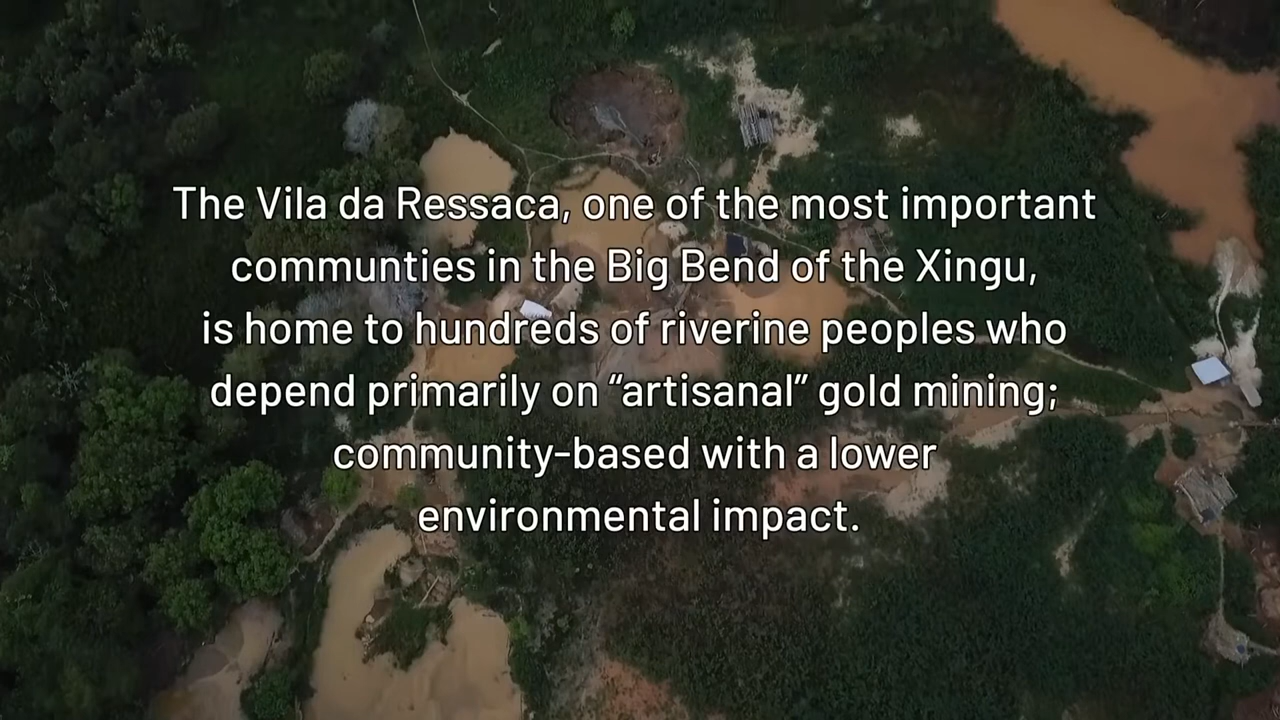 The Vila da Ressaca, one of the most important
communties in the Big Bend of the Xingu,
is home to hundreds of riverine peoples who
depend primarily on “artisanal” gold mining;
community-based with a lower
environmental impact.